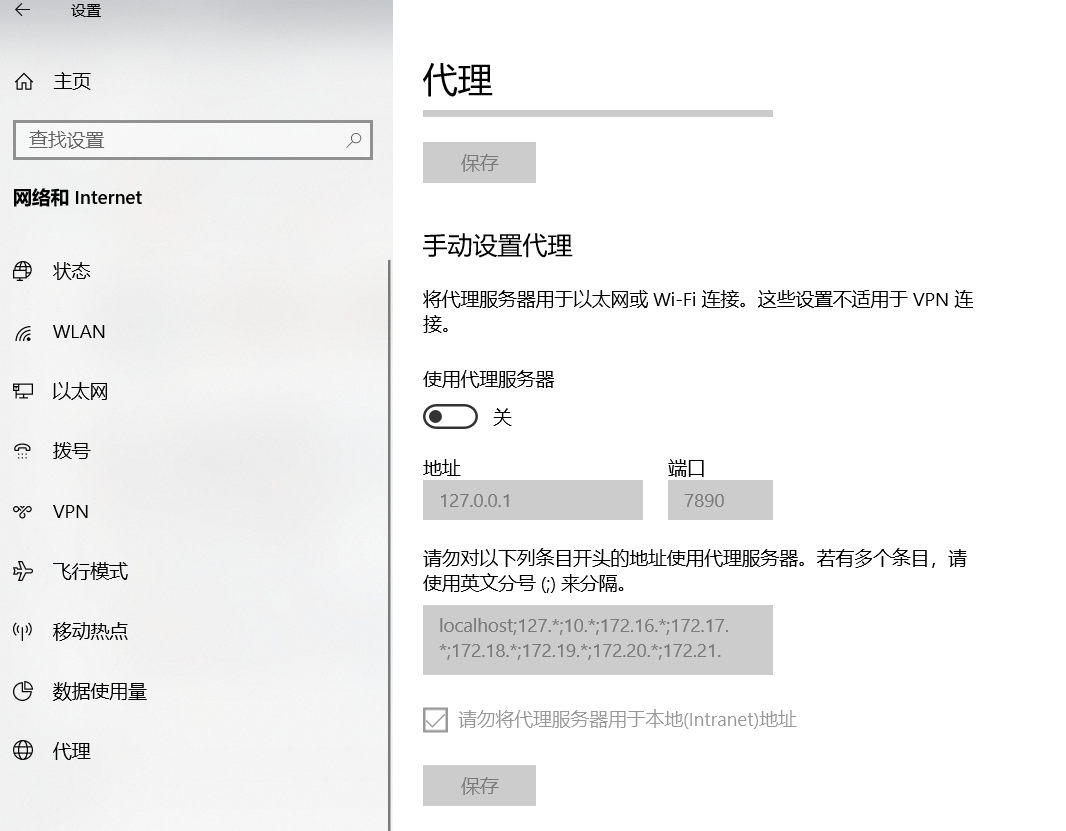 设置
主页
查找设置
网络和 Internet
状态
WLAN
以太网
拨号
VPN
飞行模式
移动热点
数据使用量
代理
代理
保存
手动设置代理
将代理服务器用于以太网或 Wi-Fi 连接。这些设置不适用于 VPN 连
接。
使用代理服务器
关
地址
端口
127.0.0.1
7890
请勿对以下列条目开头的地址使用代理服务器。若有多个条目，请
使用英文分号 (;) 来分隔。
localhost;127.*;10.*;172.16.*;172.17.
*;172.18.*;172.19.*;172.20.*;172.21.
请勿将代理服务器用于本地(Intranet)地址
保存